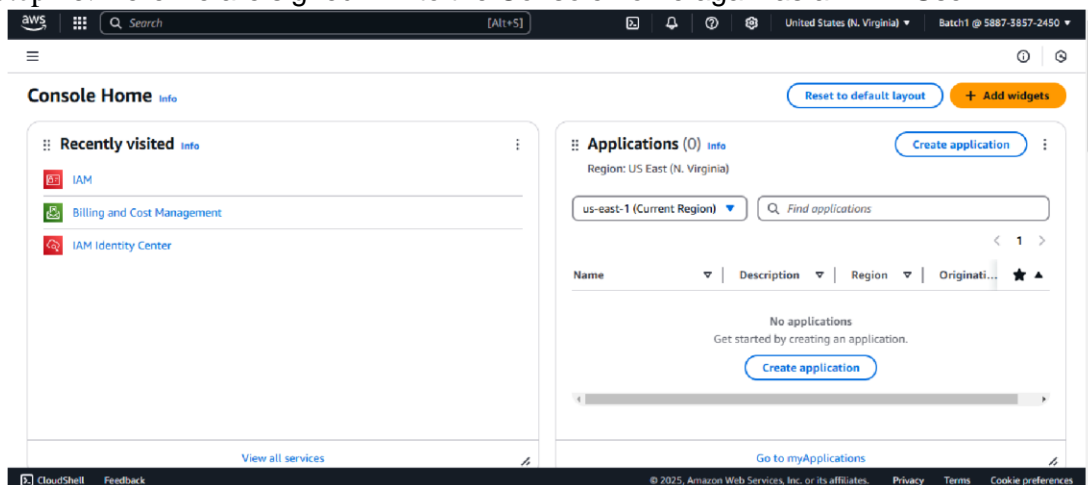 aws Search [Alt+S] United States (N. Virginia) ▼ Batch1 @ 5887-3857-2450 ▼
Console Home Info
Reset to default layout
+ Add widgets
Recently visited Info
IAM
Billing and Cost Management
IAM Identity Center
View all services
Applications (0) Info
Create application
Region: US East (N. Virginia)
us-east-1 (Current Region) ▼
Find applications
< 1 >
Name Description Region Originati...
No applications
Get started by creating an application.
Create application
Go to myApplications
CloudShell Feedback © 2025, Amazon Web Services, Inc. or its affiliates. Privacy Terms Cookie preferences